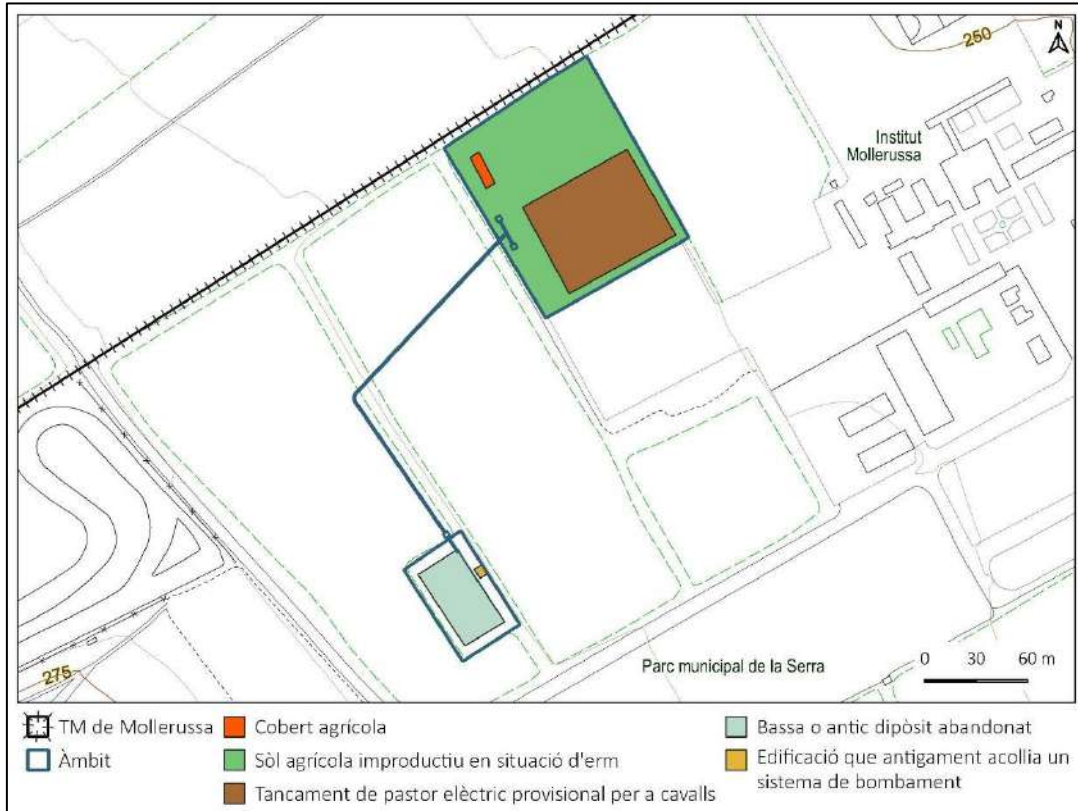 N
250
Institut
Mollerussa
275
Parc municipal de la Serra
0 30 60 m
TM de Mollerussa
Àmbit
Cobert agrícola
Sòl agrícola improductiu en situació d'erm
Tancament de pastor elèctric provisional per a cavalls
Bassa o antic dipòsit abandonat
Edificació que antigament acollia un
sistema de bombament